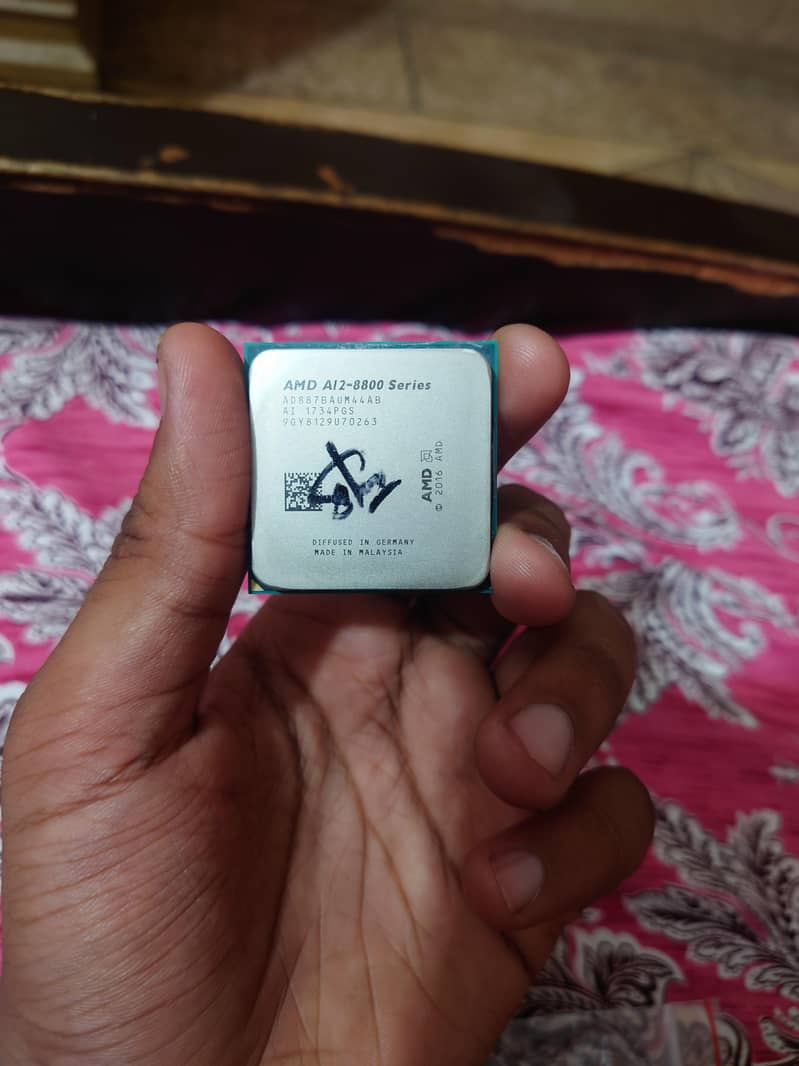 AMD A12-8800 Series
AD887BAUM44AB
AI 1734PGS
9GY8129U70263
AMD
© 2016 AMD
DIFFUSED IN GERMANY
MADE IN MALAYSIA